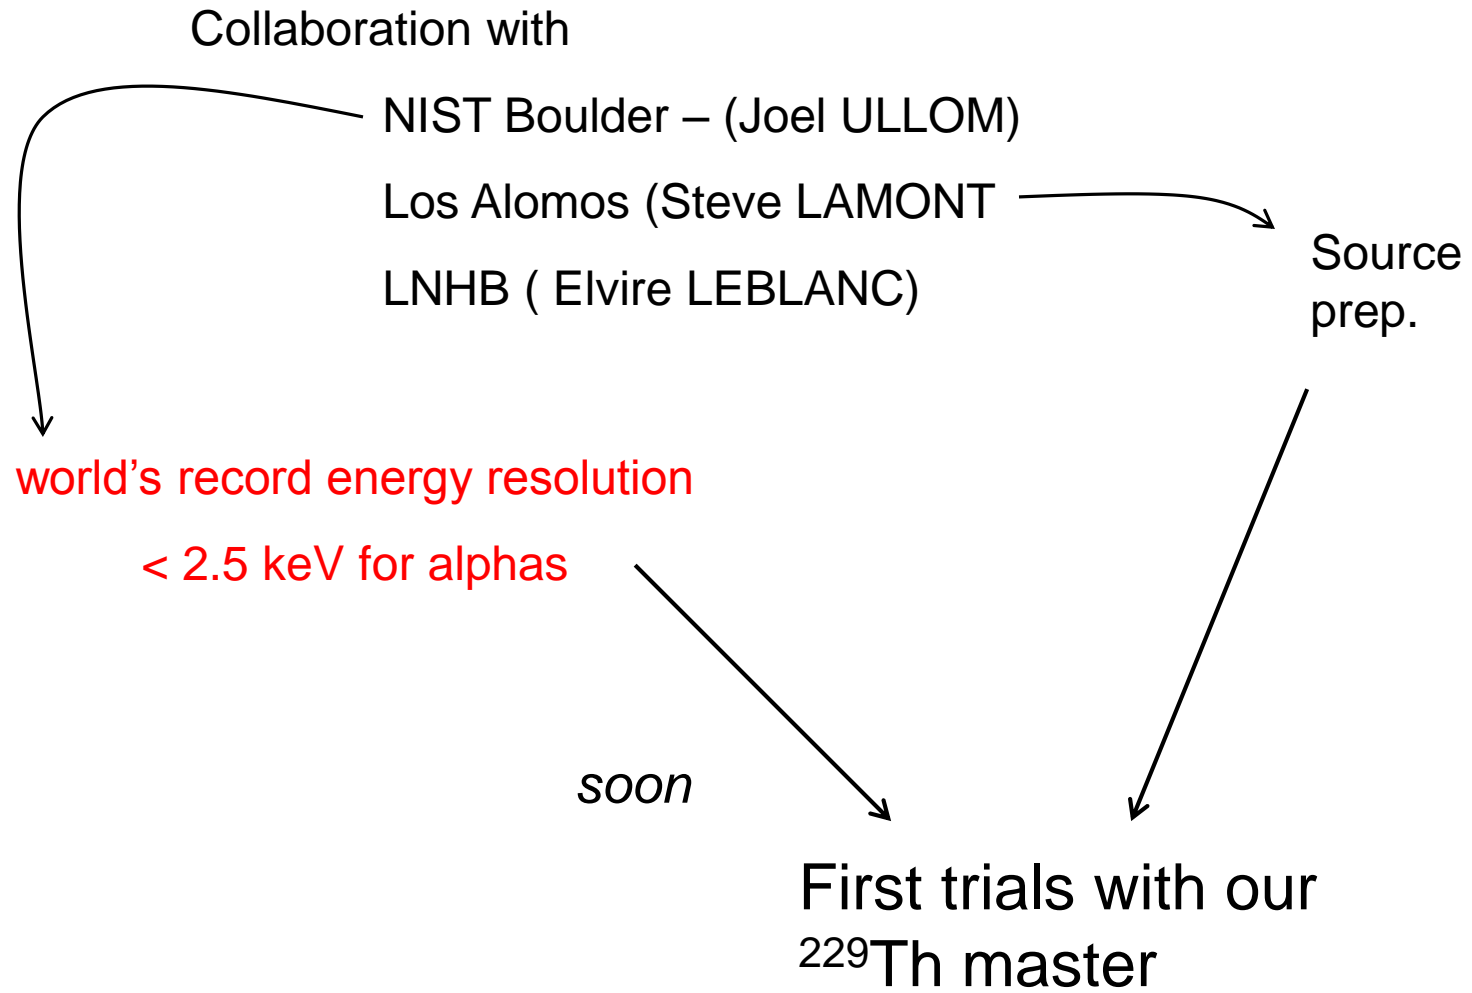 Collaboration with
NIST Boulder – (Joel ULLOM)
Los Alomos (Steve LAMONT
LNHB ( Elvire LEBLANC)
Source
prep.
world’s record energy resolution
< 2.5 keV for alphas
soon
First trials with our
²²⁹Th master